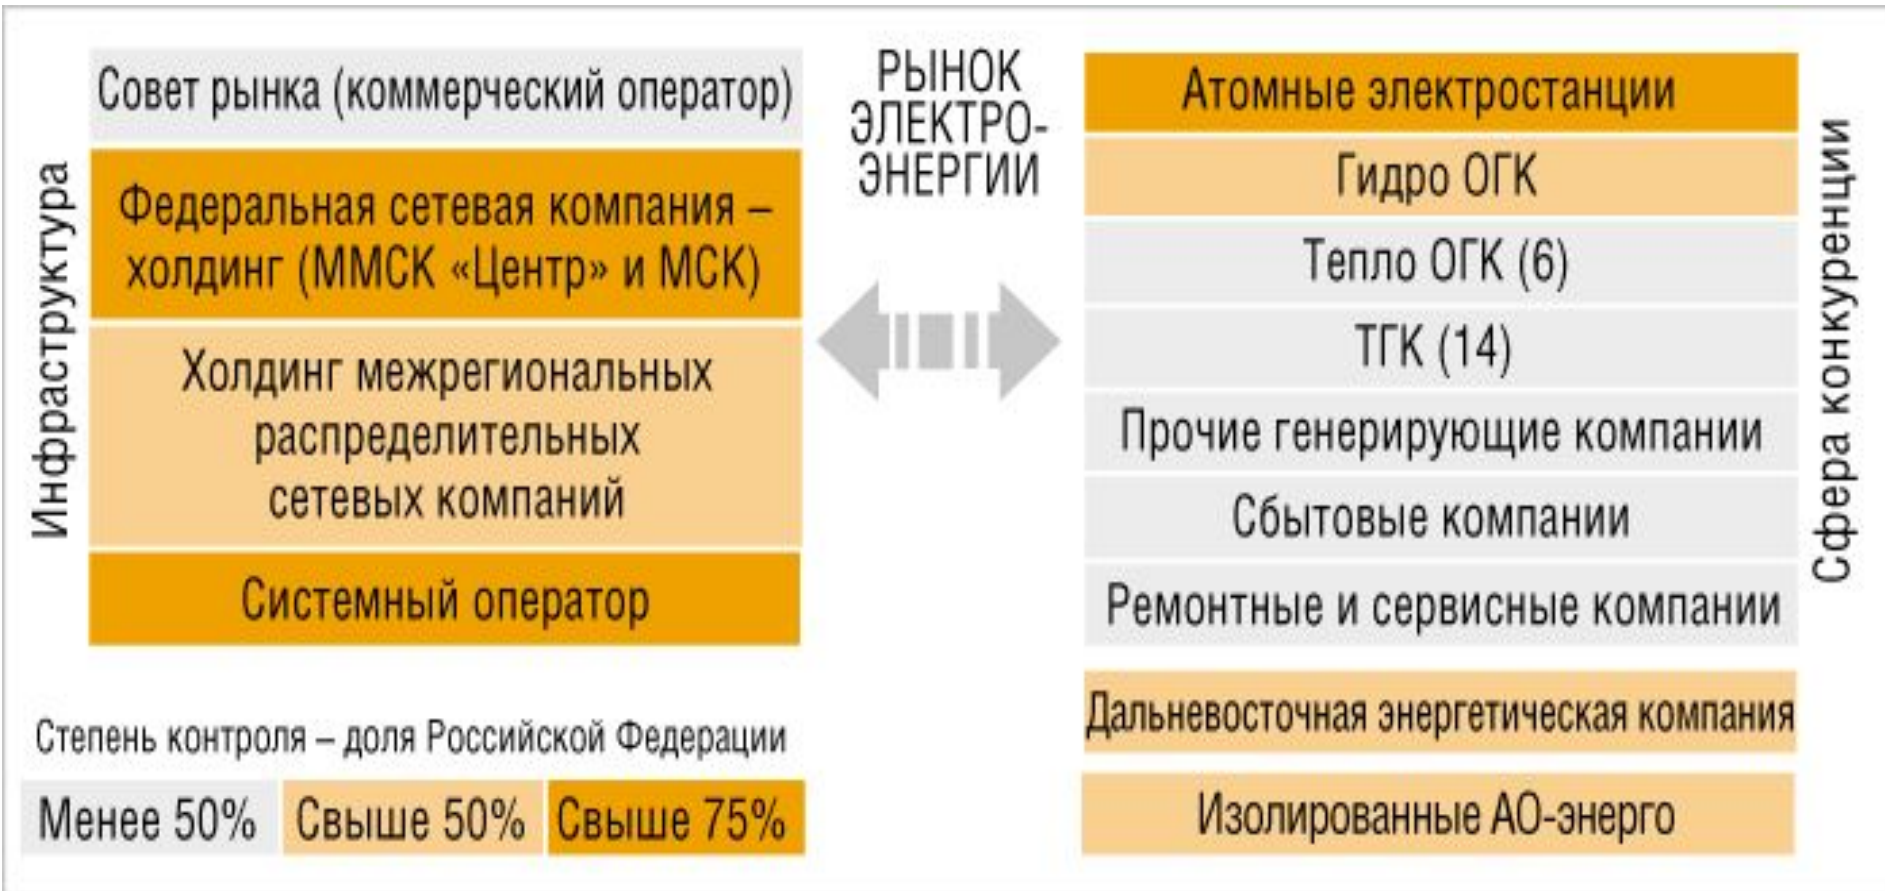 Инфраструктура
Совет рынка (коммерческий оператор)
Федеральная сетевая компания –
холдинг (ММСК «Центр» и МСК)
Холдинг межрегиональных
распределительных
сетевых компаний
Системный оператор
Степень контроля – доля Российской Федерации
Менее 50%
Свыше 50%
Свыше 75%
РЫНОК
ЭЛЕКТРО-
ЭНЕРГИИ
Атомные электростанции
Гидро ОГК
Тепло ОГК (6)
ТГК (14)
Прочие генерирующие компании
Сбытовые компании
Ремонтные и сервисные компании
Дальневосточная энергетическая компания
Изолированные АО-энерго
Сфера конкуренции